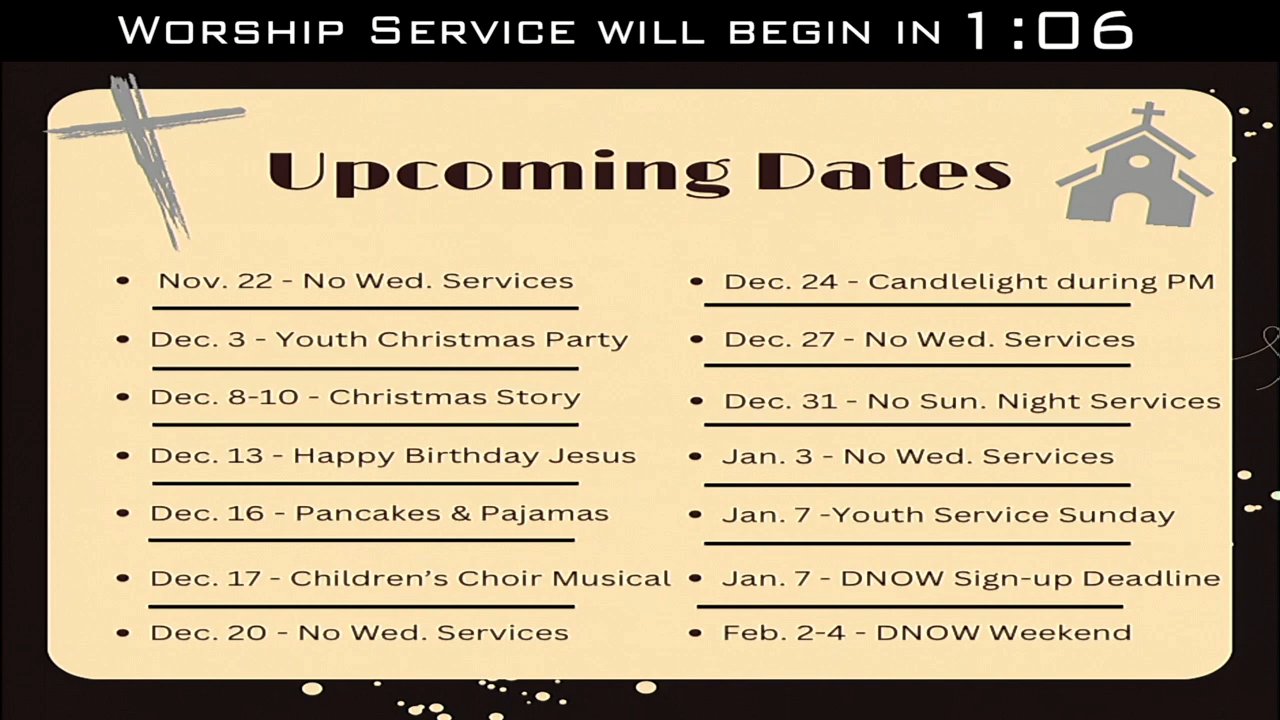 WORSHIP SERVICE WILL BEGIN IN 1:06
Upcoming Dates
• Nov. 22 - No Wed. Services
• Dec. 3 - Youth Christmas Party
• Dec. 8-10 - Christmas Story
• Dec. 13 - Happy Birthday Jesus
• Dec. 16 - Pancakes & Pajamas
• Dec. 17 - Children's Choir Musical
• Dec. 20 - No Wed. Services
• Dec. 24 - Candlelight during PM
• Dec. 27 - No Wed. Services
• Dec. 31 - No Sun. Night Services
• Jan. 3 - No Wed. Services
• Jan. 7 -Youth Service Sunday
• Jan. 7 - DNOW Sign-up Deadline
• Feb. 2-4 - DNOW Weekend